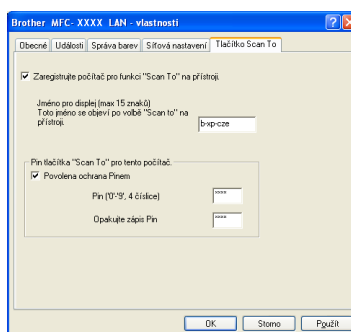 Brother MFC- XXXX LAN - vlastnosti
Obecné Události Správa barev Síťová nastavení Tlačítko Scan To
Zaregistrujte počítač pro funkci "Scan To" na přístroji.
Jméno pro displej (max 15 znaků)
Toto jméno se objeví po volbě "Scan to" na
přístroji.
b-xp-cze
Pin tlačítka "Scan To" pro tento počítač.
Povolena ochrana Pinem
Pin ('0'-'9', 4 číslice)
××××
Opakujte zápis Pin
××××
OK Storno Použít